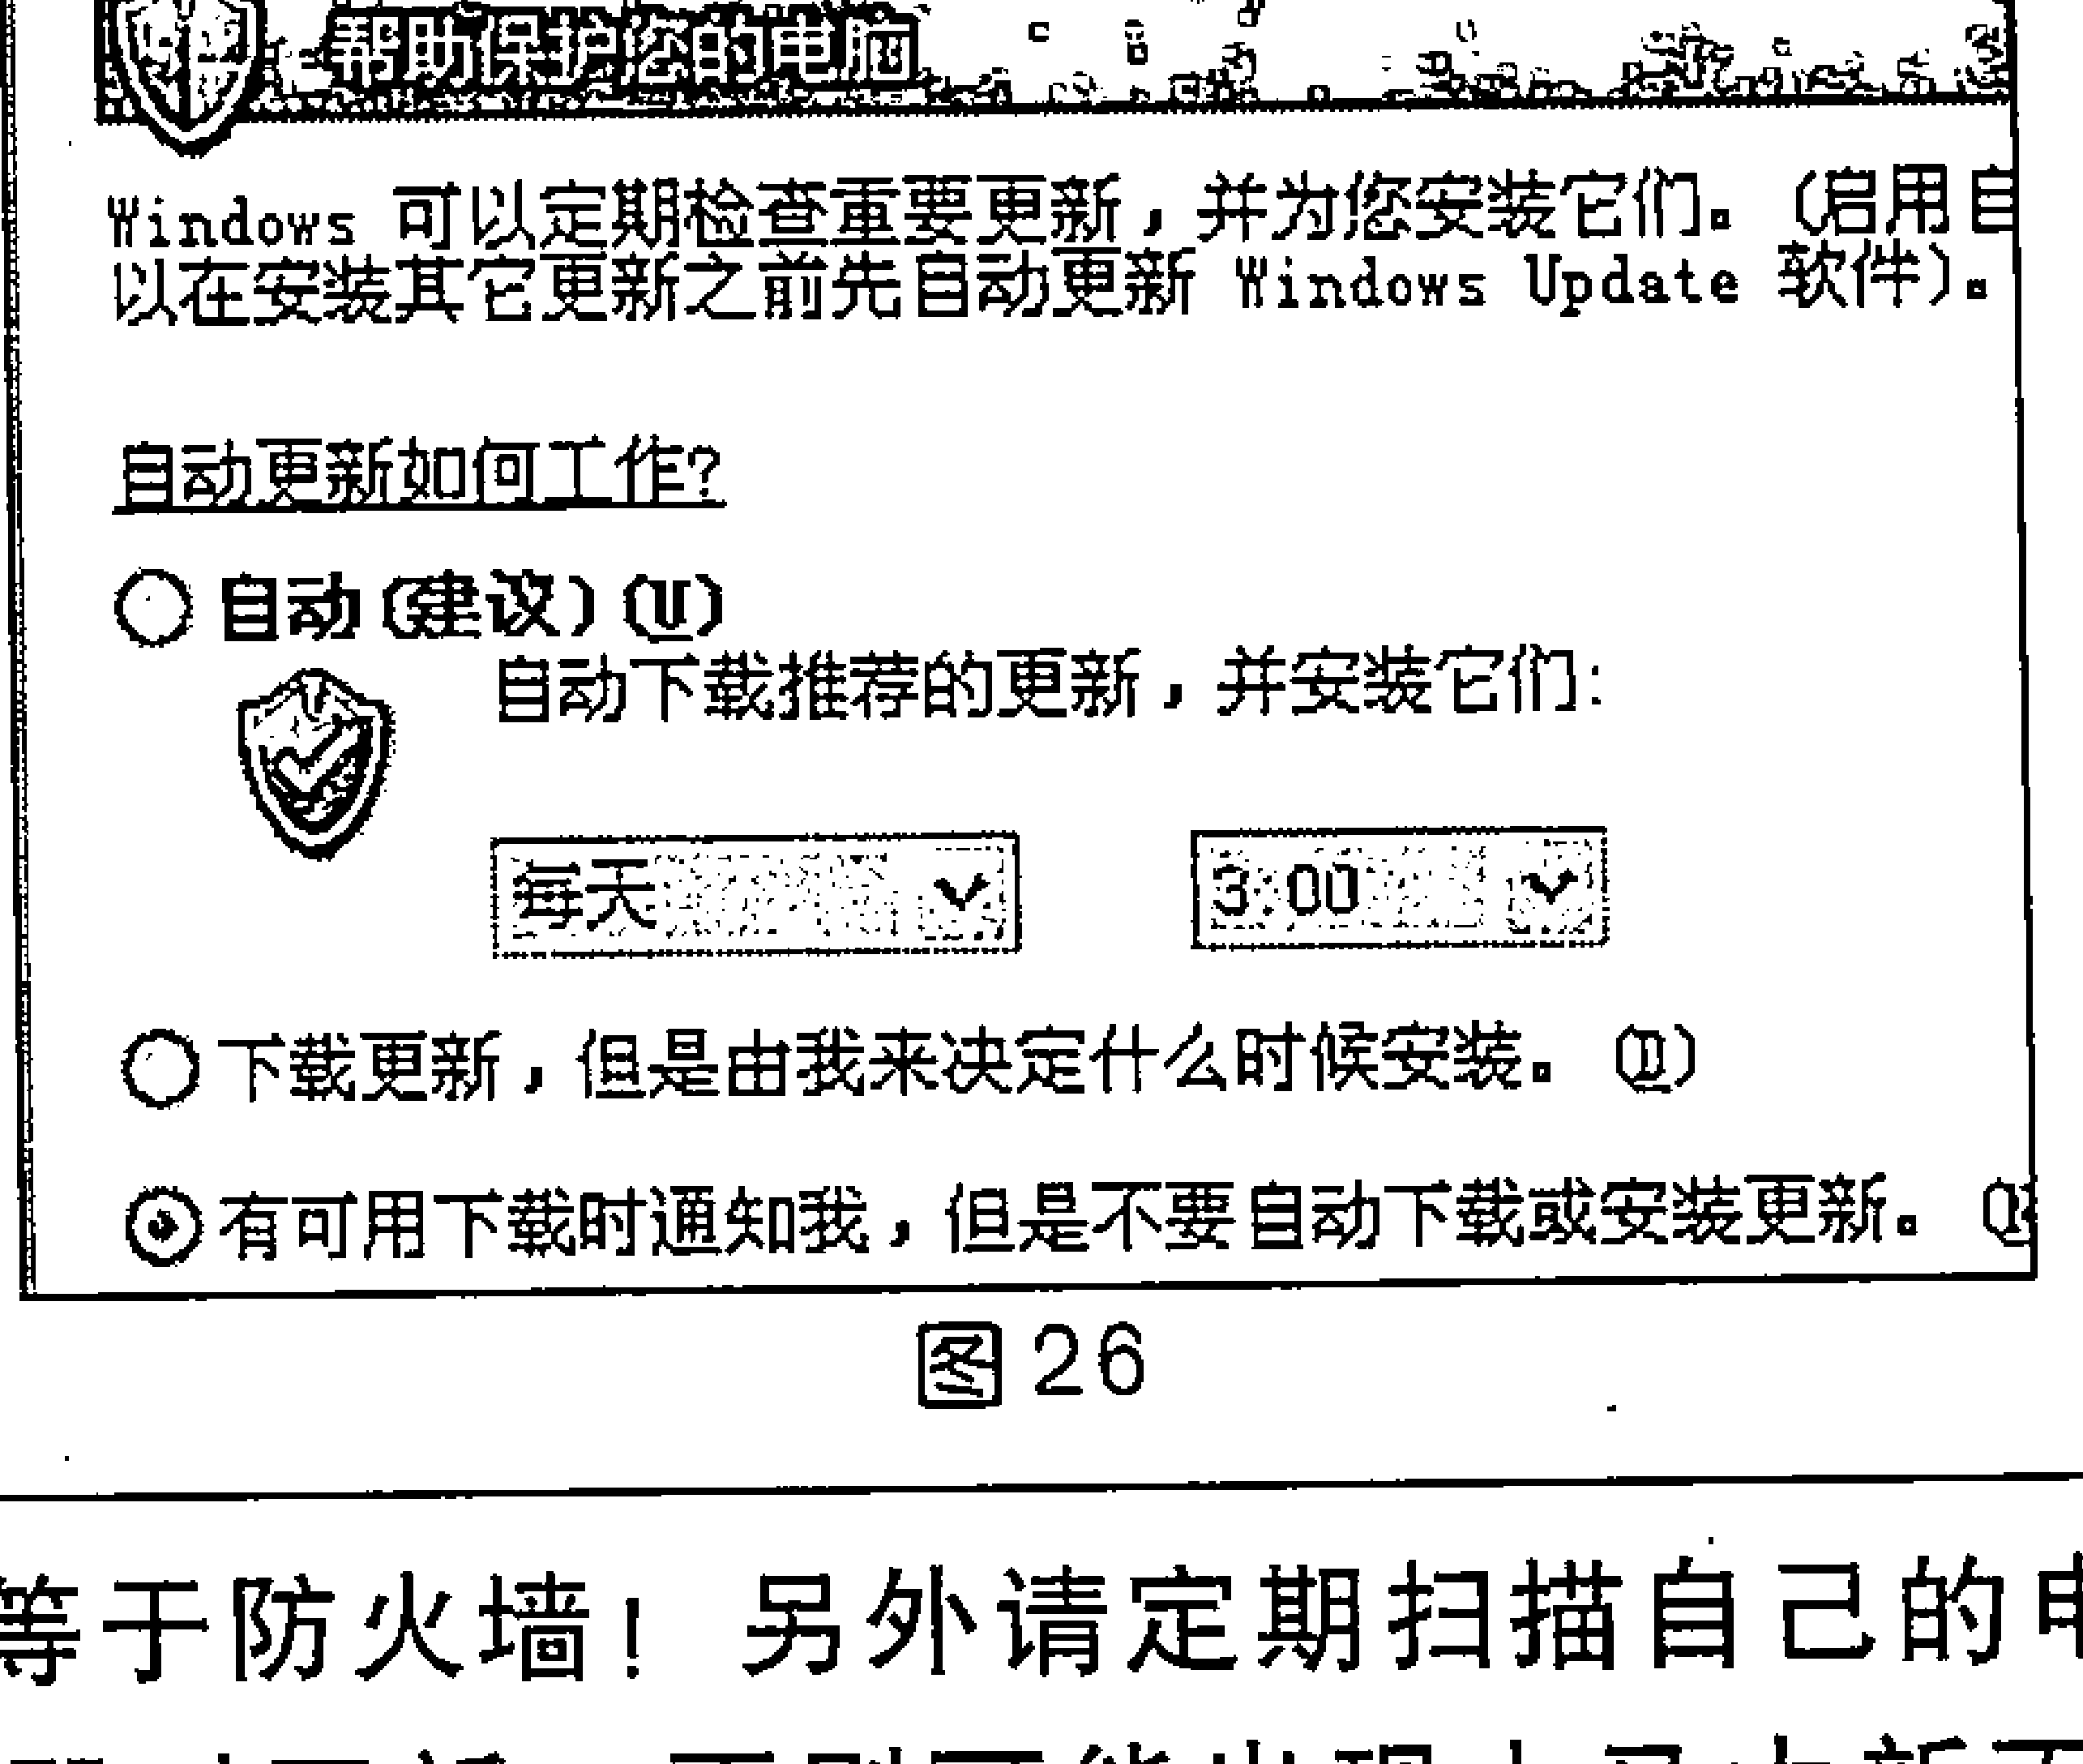 帮助保护您的电脑
Windows 可以定期检查重要更新，并为您安装它们。（启用自
以在安装其它更新之前先自动更新 Windows Update 软件）。
自动更新如何工作?
自动(建议)(U)
自动下载推荐的更新，并安装它们:
每天 3:00
下载更新，但是由我来决定什么时候安装。(D)
有可用下载时通知我，但是不要自动下载或安装更新。
图26
等于防火墙！另外请定期扫描自己的